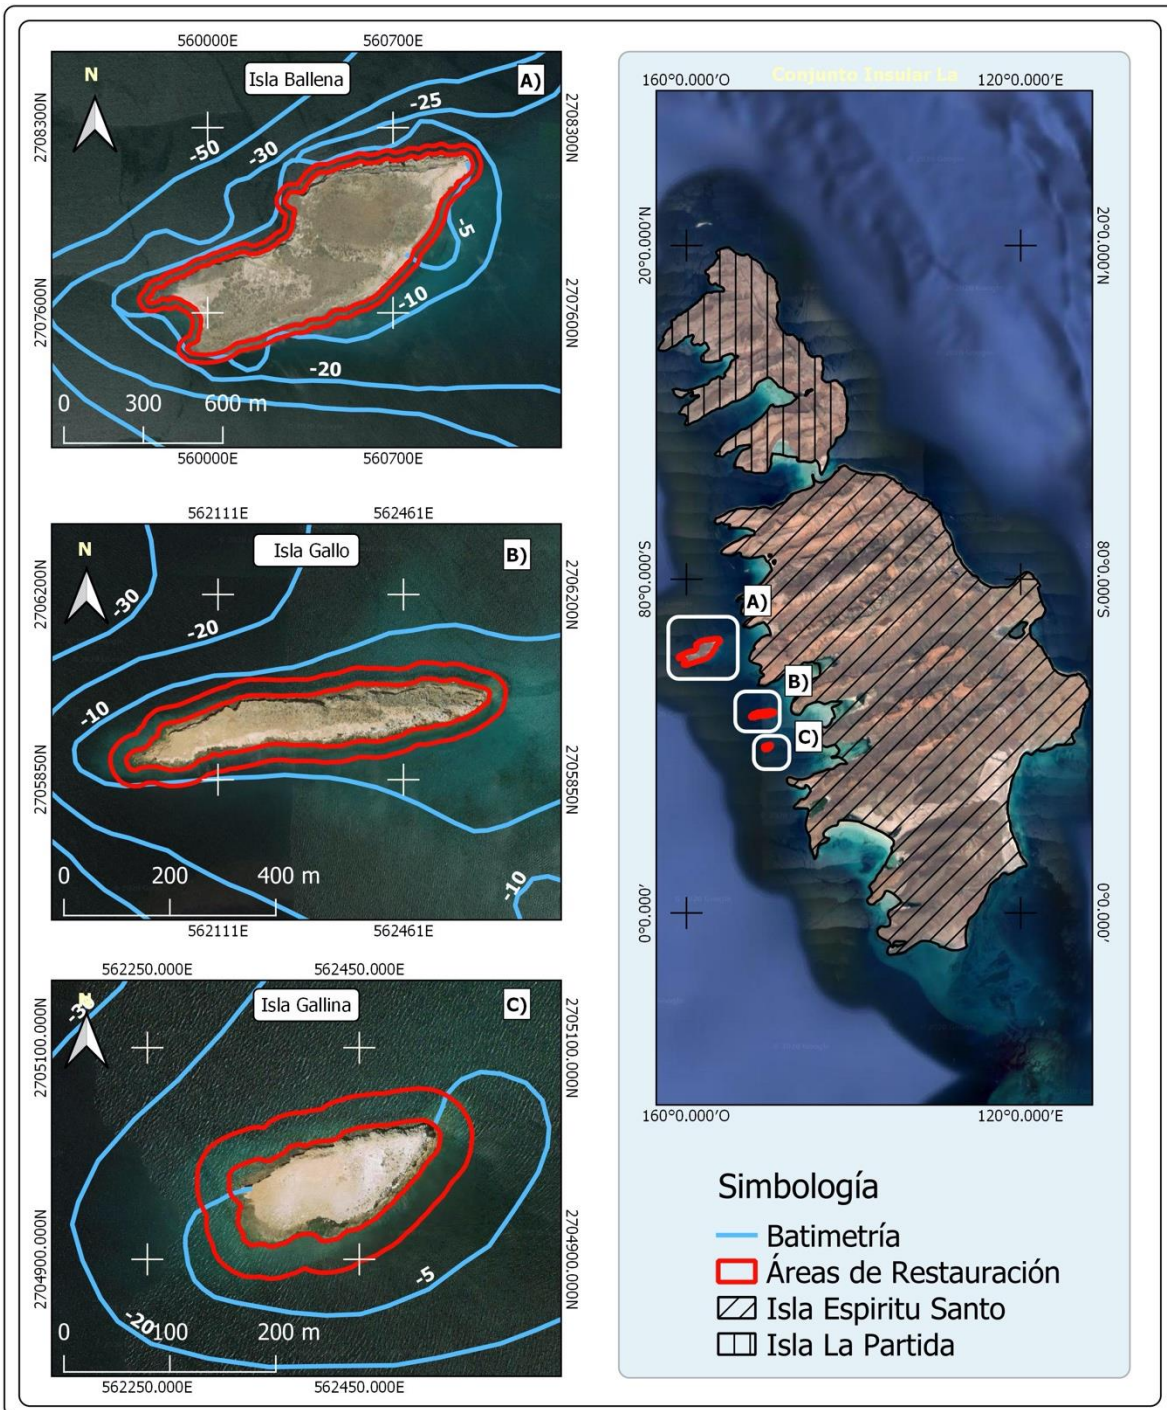 560000E 560700E
Isla Ballena
A)
N
2708300N
2707600N
2708300N
2707600N
-50
-30
-25
-5
-10
-20
0 300 600 m
560000E 560700E
562111E 562461E
Isla Gallo
B)
N
2706200N
2705850N
2706200N
2705850N
-30
-20
-10
-10
0 200 400 m
562111E 562461E
562250.000E 562450.000E
Isla Gallina
C)
N
-30
2705100.000N
2704900.000N
2705100.000N
2704900.000N
-5
-20
0 100 200 m
562250.000E 562450.000E
Conjunto Insular La
160°0.000’O 120°0.000’E
20°0.000’N
80°0.000’S
0°0.000’
20°0.000’N
80°0.000’S
0°0.000’
A)
B)
C)
160°0.000’O 120°0.000’E
Simbología
Batimetría
Áreas de Restauración
Isla Espiritu Santo
Isla La Partida